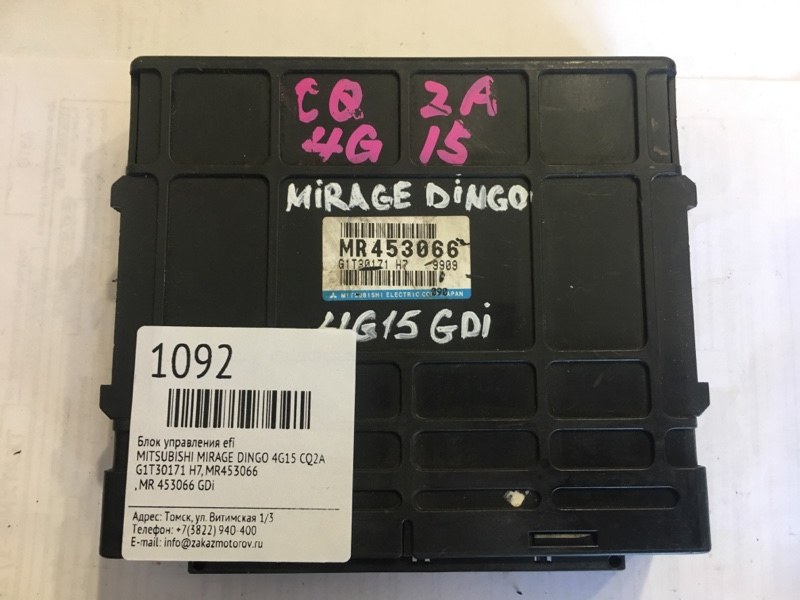 CQ 2A
4G 15
MiRAGE DiNGO
MR453066
G1T30171 H7 9909
MITSUBISHI ELECTRIC CORP. JAPAN
4G15 GDi
1092
Блок управления efi
MITSUBISHI MIRAGE DINGO 4G15 CQ2A
G1T30171 H7, MR453066
, MR 453066 GDi
Адрес: Томск, ул. Витимская 1/3
Телефон: +7(3822) 940-400
E-mail: info@zakazmotorov.ru